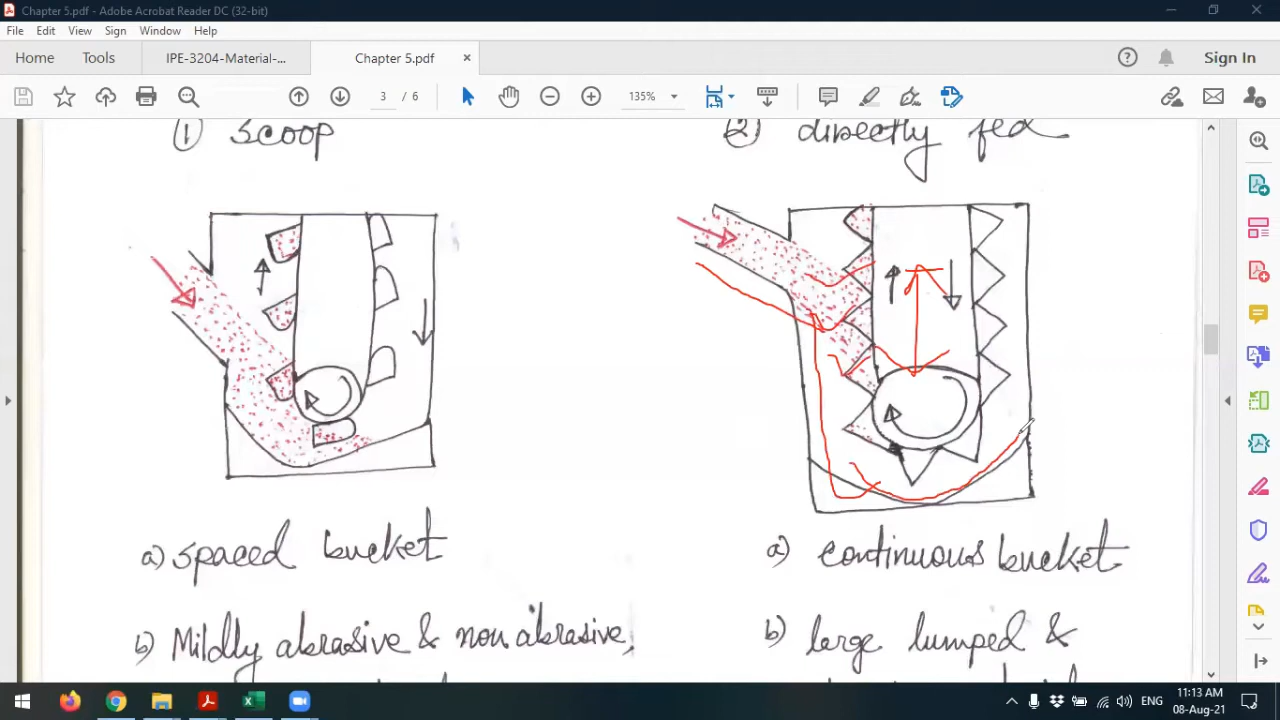 Chapter 5.pdf - Adobe Acrobat Reader DC (32-bit)
File Edit View Sign Window Help
Home Tools IPE-3204-Material-... Chapter 5.pdf × Sign In
3 / 6 135%
① scoop
② directly fed
a) spaced bucket
a) continuous bucket
b) Mildly abrasive & non abrasive,
b) large lumped &
ENG 11:13 AM
08-Aug-21